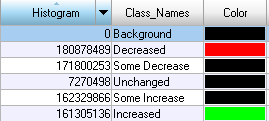 Histogram Class_Names Color
0 Background
180878489 Decreased
171800253 Some Decrease
7270498 Unchanged
162329866 Some Increase
161305136 Increased